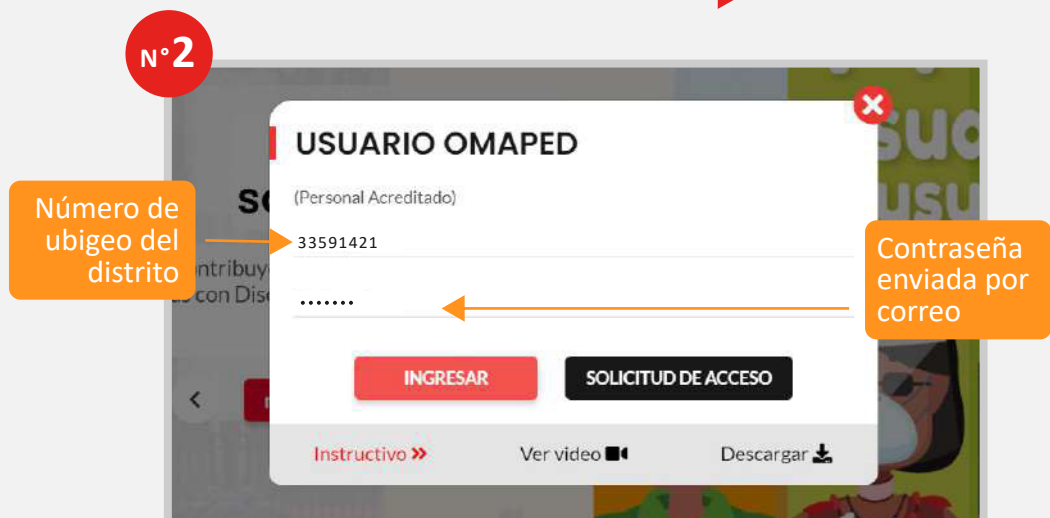 N°2
USUARIO OMAPED
(Personal Acreditado)
Número de
ubigeo del
distrito
33591421
Contraseña
enviada por
correo
•••••••
INGRESAR
SOLICITUD DE ACCESO
Instructivo »
Ver video
Descargar